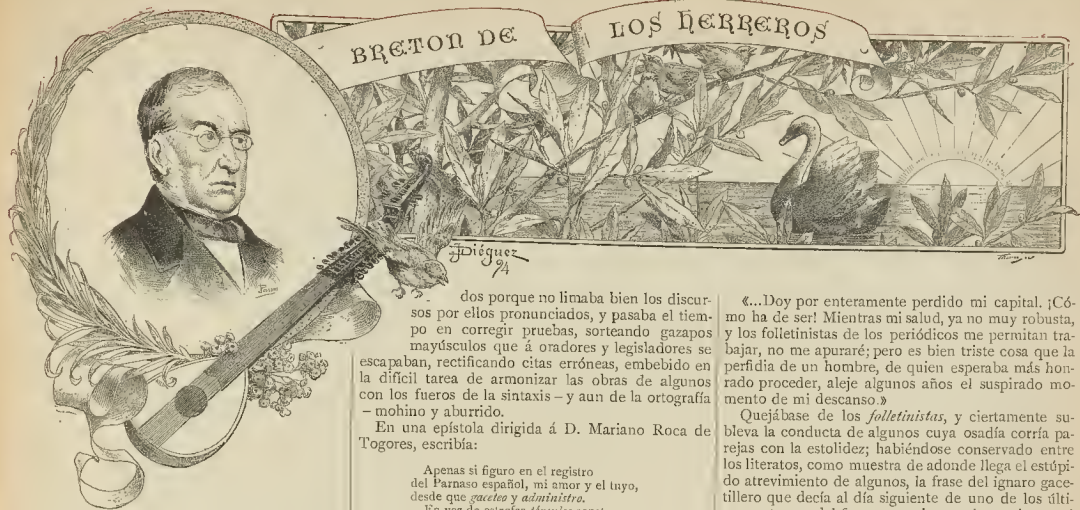 BRETON DE LOS HERREROS
JDiéguez
94
dos porque no limaba bien los discur-
sos por ellos pronunciados, y pasaba el tiem-
po en corregir pruebas, sorteando gazapos
mayúsculos que á oradores y legisladores se
escapaban, rectificando citas erróneas, embebido en
la difícil tarea de armonizar las obras de algunos
con los fueros de la sintaxis – y aun de la ortografía
– mohino y aburrido.
En una epístola dirigida á D. Mariano Roca de
Togores, escribía:
Apenas si figuro en el registro
del Parnaso español, mi amor y el tuyo,
desde que gaceteo y administro.
«...Doy por enteramente perdido mi capital. ¡Có-
mo ha de ser! Mientras mi salud, ya no muy robusta,
y los folletinistas de los periódicos me permitan tra-
bajar, no me apuraré; pero es bien triste cosa que la
perfidia de un hombre, de quien esperaba más hon-
rado proceder, aleje algunos años el suspirado mo-
mento de mi descanso.»
Quejábase de los folletinistas, y ciertamente su-
bleva la conducta de algunos cuya osadía corría pa-
rejas con la estolidez; habiéndose conservado entre
los literatos, como muestra de adonde llega el estúpi-
do atrevimiento de algunos, la frase del ignaro gace-
tillero que decía al día siguiente de uno de los últi-